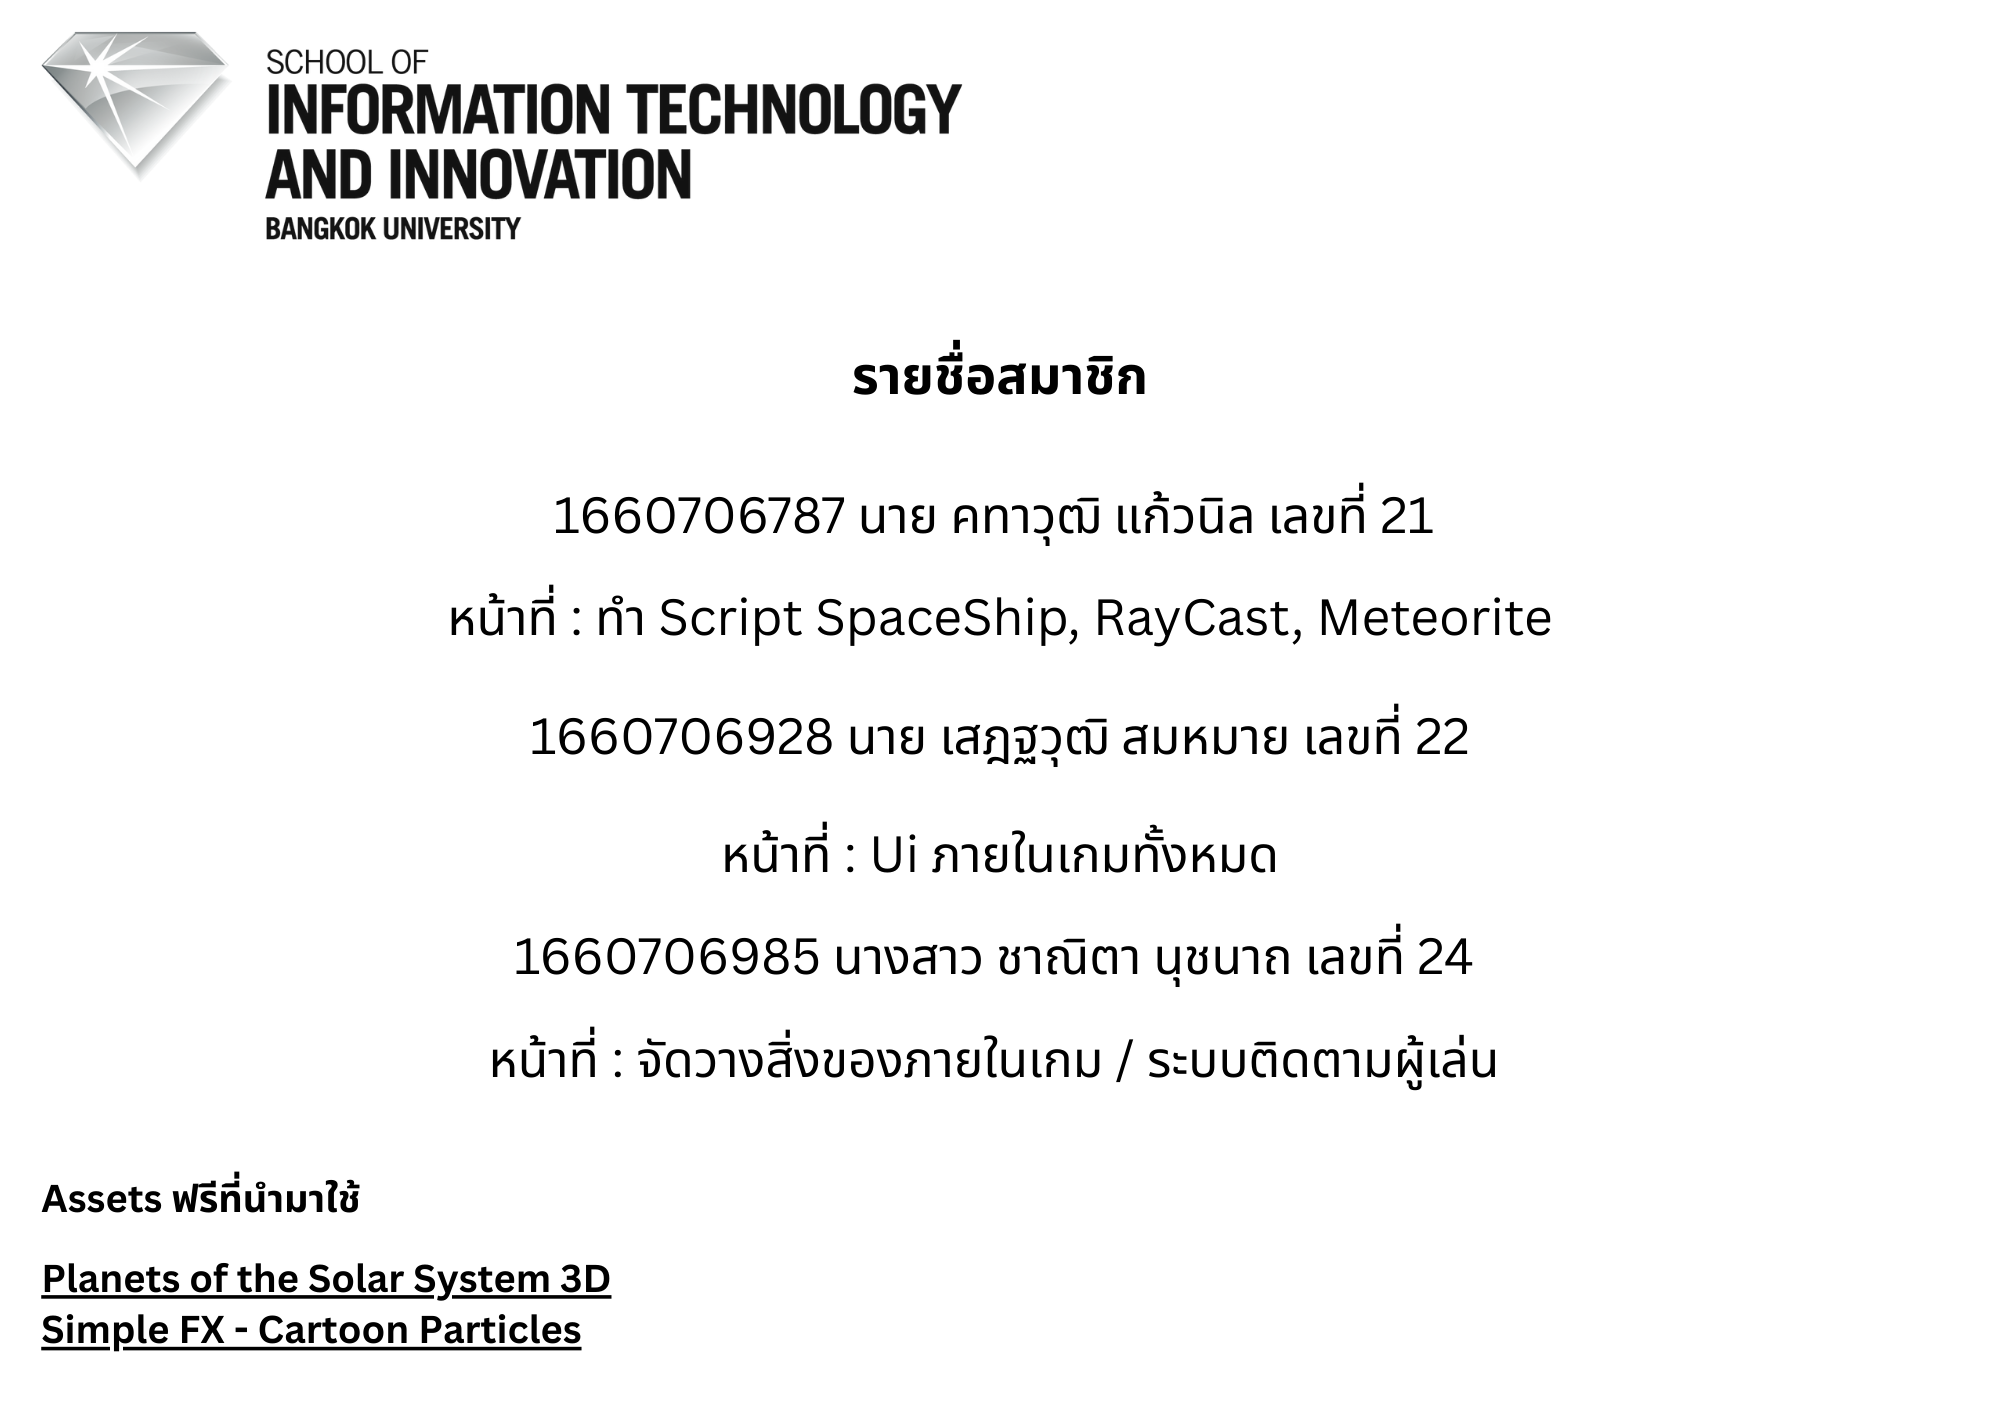 SCHOOL OF
INFORMATION TECHNOLOGY
AND INNOVATION
BANGKOK UNIVERSITY
รายชื่อสมาชิก
1660706787 นาย คทาวุฒิ แก้วนิล เลขที่ 21
หน้าที่ : ทำ Script SpaceShip, RayCast, Meteorite
1660706928 นาย เสฎฐวุฒิ สมหมาย เลขที่ 22
หน้าที่ : Ui ภายในเกมทั้งหมด
1660706985 นางสาว ชาณิตา นุชนาถ เลขที่ 24
หน้าที่ : จัดวางสิ่งของภายในเกม / ระบบติดตามผู้เล่น
Assets ฟรีที่นำมาใช้
Planets of the Solar System 3D
Simple FX - Cartoon Particles